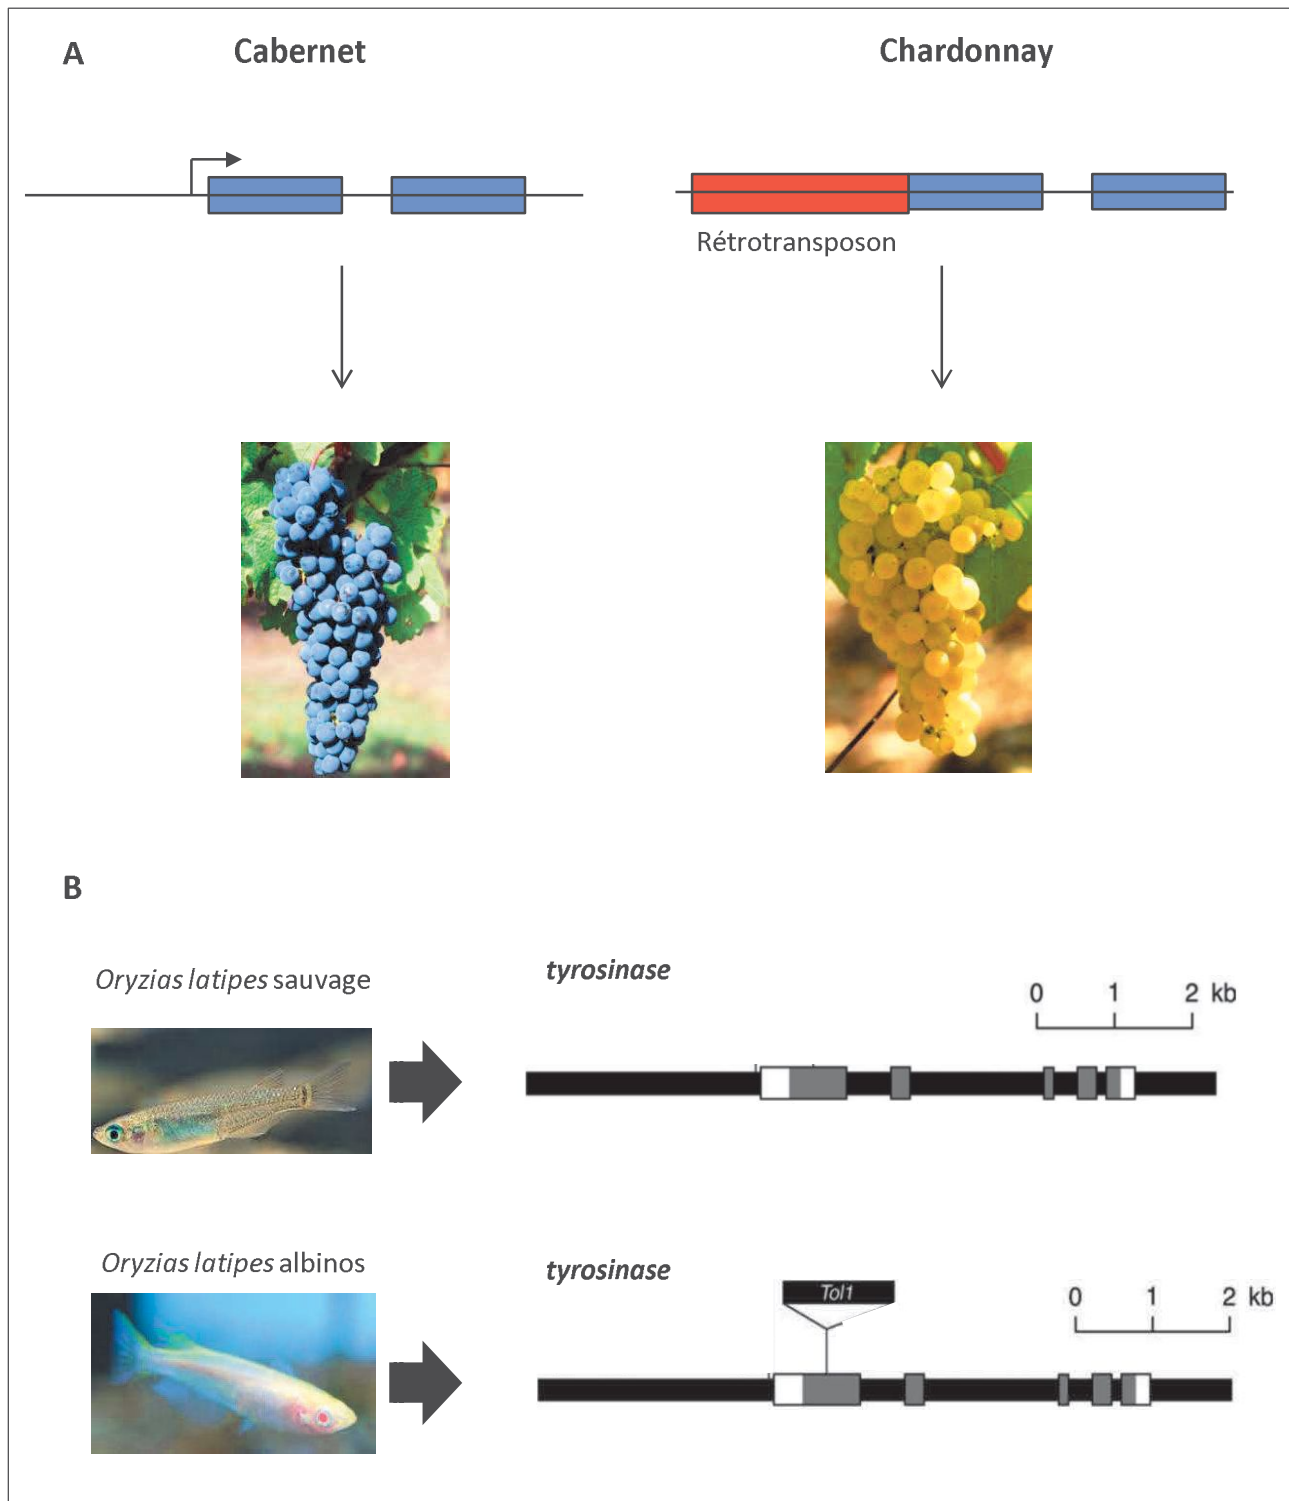 A
Cabernet
Chardonnay
Rétrotransposon
B
Oryzias latipes sauvage
tyrosinase
0 1 2 kb
Oryzias latipes albinos
tyrosinase
Tol1
0 1 2 kb